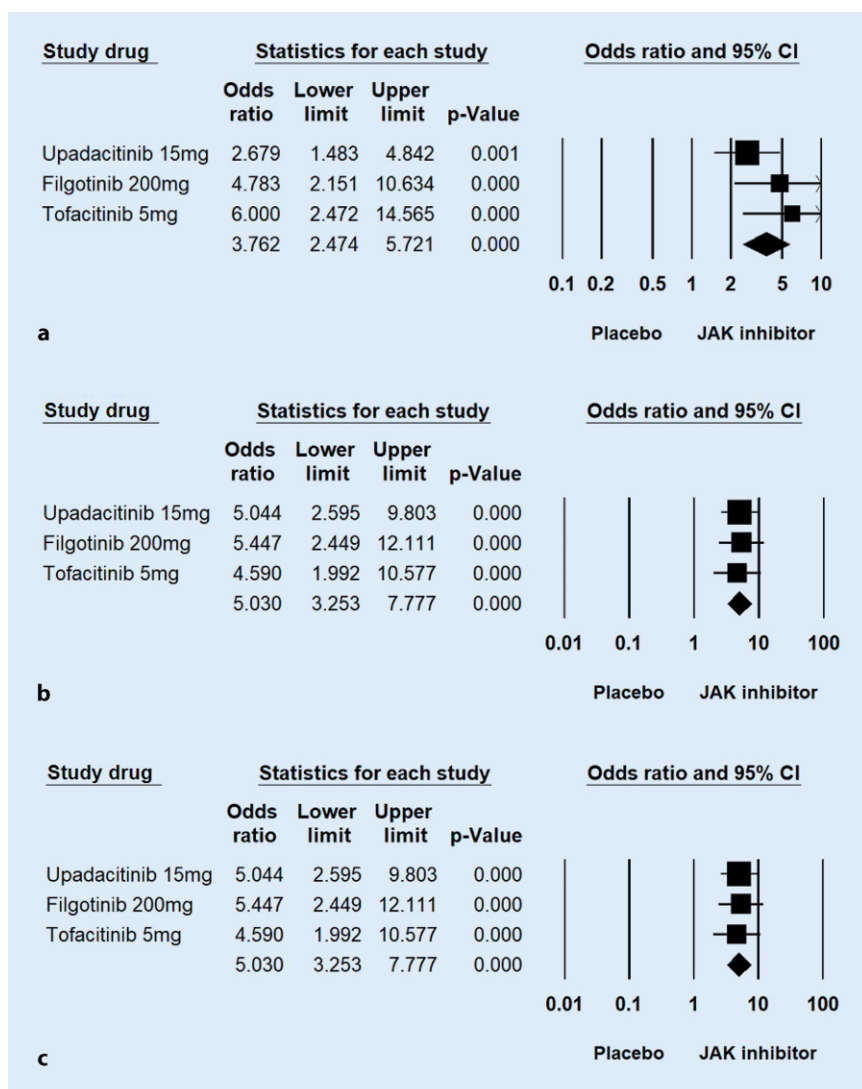 Study drug Statistics for each study Odds ratio and 95% CI
Odds Lower Upper
ratio limit limit p-Value
Upadacitinib 15mg 2.679 1.483 4.842 0.001
Filgotinib 200mg 4.783 2.151 10.634 0.000
Tofacitinib 5mg 6.000 2.472 14.565 0.000
3.762 2.474 5.721 0.000
0.1 0.2 0.5 1 2 5 10
a Placebo JAK inhibitor
Study drug Statistics for each study Odds ratio and 95% CI
Odds Lower Upper
ratio limit limit p-Value
Upadacitinib 15mg 5.044 2.595 9.803 0.000
Filgotinib 200mg 5.447 2.449 12.111 0.000
Tofacitinib 5mg 4.590 1.992 10.577 0.000
5.030 3.253 7.777 0.000
0.01 0.1 1 10 100
b Placebo JAK inhibitor
Study drug Statistics for each study Odds ratio and 95% CI
Odds Lower Upper
ratio limit limit p-Value
Upadacitinib 15mg 5.044 2.595 9.803 0.000
Filgotinib 200mg 5.447 2.449 12.111 0.000
Tofacitinib 5mg 4.590 1.992 10.577 0.000
5.030 3.253 7.777 0.000
0.01 0.1 1 10 100
Placebo JAK inhibitor
c